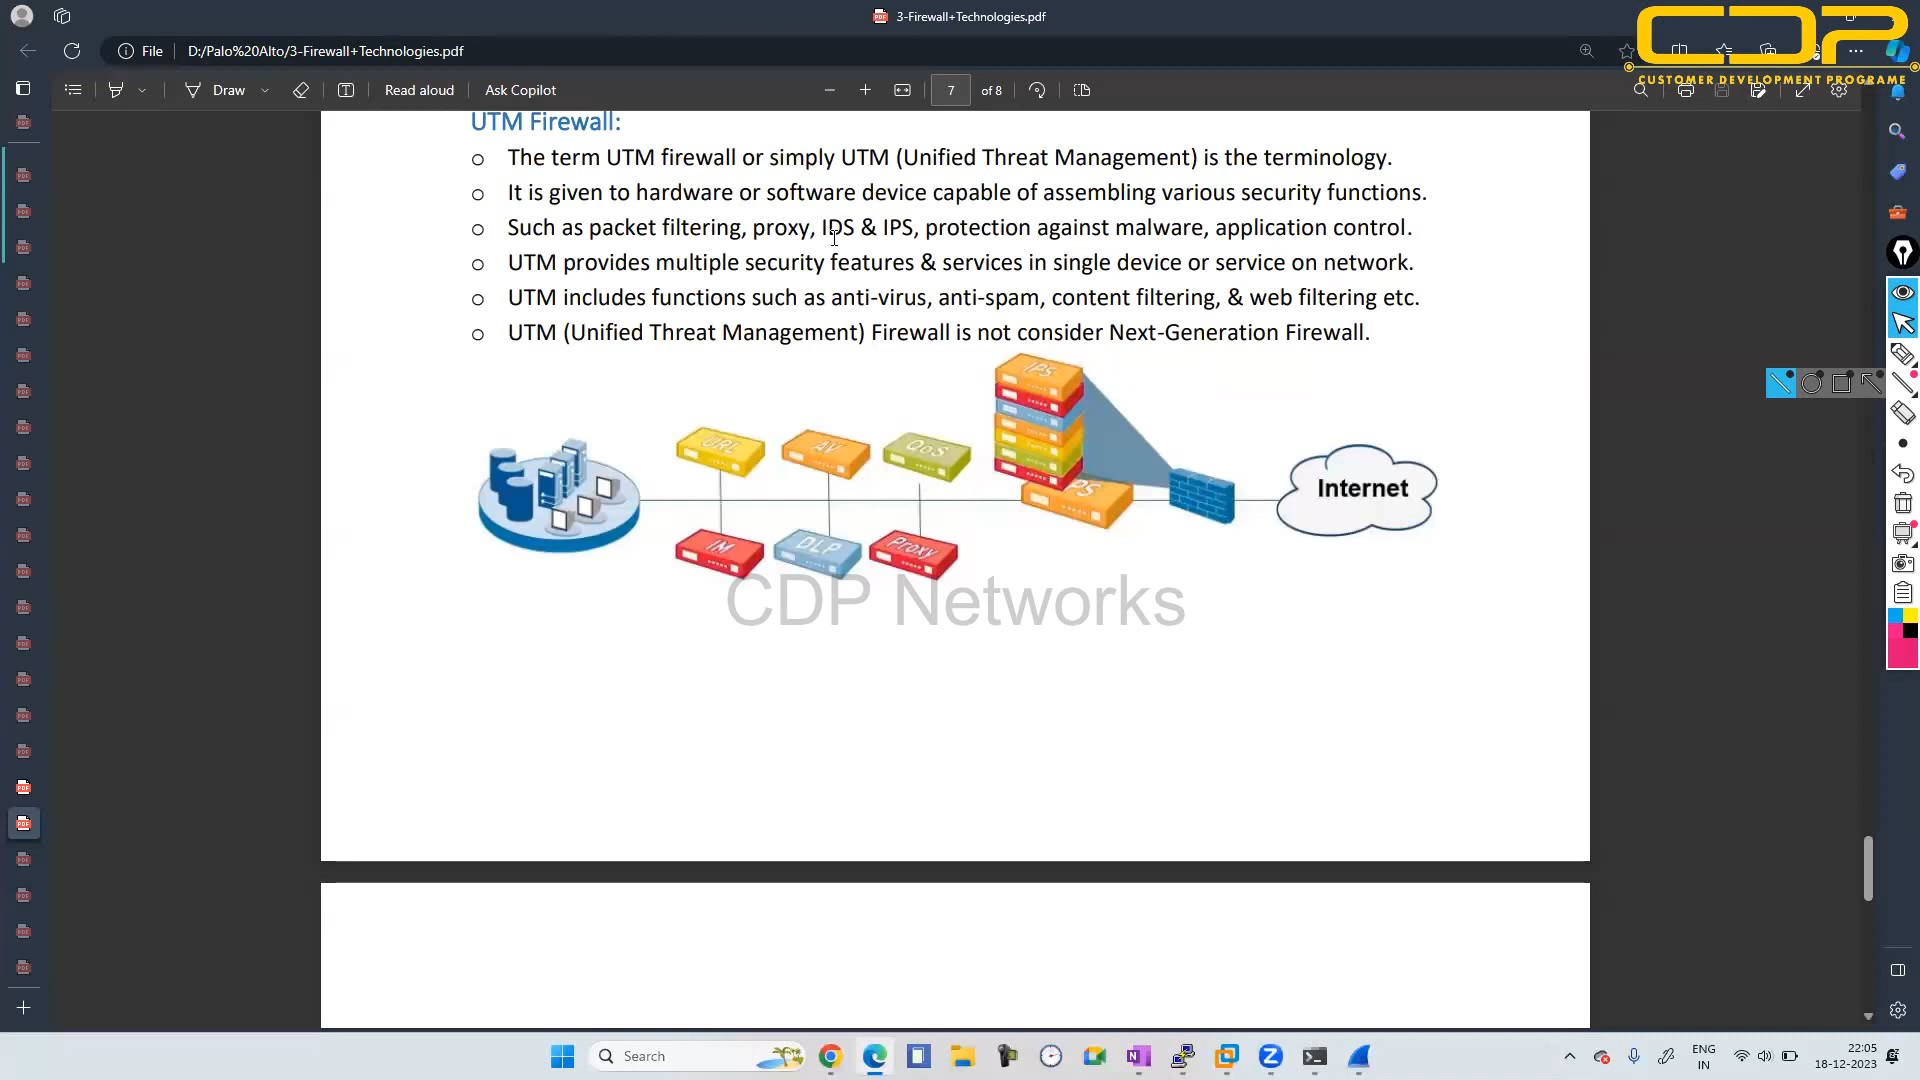 3-Firewall+Technologies.pdf
File
D:/Palo%20Alto/3-Firewall+Technologies.pdf
CDP
CUSTOMER DEVELOPMENT PROGRAME
Draw
Read aloud
Ask Copilot
7
of 8
UTM Firewall:
The term UTM firewall or simply UTM (Unified Threat Management) is the terminology.
It is given to hardware or software device capable of assembling various security functions.
Such as packet filtering, proxy, IDS & IPS, protection against malware, application control.
UTM provides multiple security features & services in single device or service on network.
UTM includes functions such as anti-virus, anti-spam, content filtering, & web filtering etc.
UTM (Unified Threat Management) Firewall is not consider Next-Generation Firewall.
IPS
URL
AV
QoS
Internet
IM
DLP
Proxy
CDP Networks
Search
ENG
IN
22:05
18-12-2023